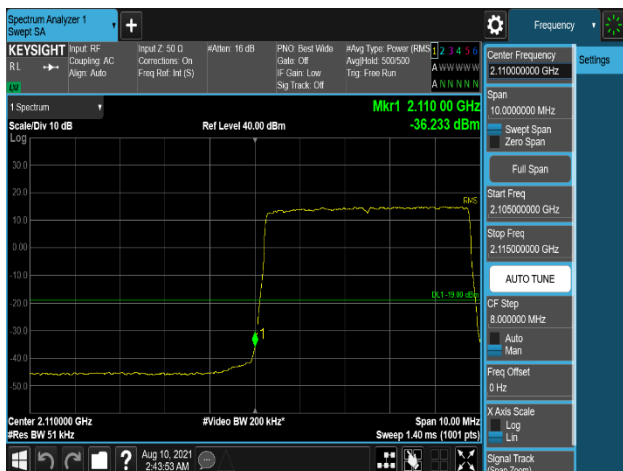 Spectrum Analyzer 1
Swept SA
+
Frequency
KEYSIGHT
RL
Input: RF
Coupling: AC
Align: Auto
Input Z: 50 Ω
Corrections: On
Freq Ref: Int (S)
#Atten: 16 dB
PNO: Best Wide
Gate: Off
IF Gain: Low
Sig Track: Off
#Avg Type: Power (RMS
Avg|Hold: 500/500
Trig: Free Run
1 2 3 4 5 6
A W W W W W
A N N N N N
1 Spectrum
Scale/Div 10 dB
Log
Ref Level 40.00 dBm
Mkr1 2.110 00 GHz
-36.233 dBm
30.0
20.0
10.0
0.00
-10.0
-20.0
-30.0
-40.0
-50.0
RMS
DL1 -19.00 dBm
1
Center 2.110000 GHz
#Res BW 51 kHz
#Video BW 200 kHz*
Span 10.00 MHz
Sweep 1.40 ms (1001 pts)
Aug 10, 2021
2:43:53 AM
Center Frequency
2.110000000 GHz
Settings
Span
10.0000000 MHz
Swept Span
Zero Span
Full Span
Start Freq
2.105000000 GHz
Stop Freq
2.115000000 GHz
AUTO TUNE
CF Step
8.000000 MHz
Auto
Man
Freq Offset
0 Hz
X Axis Scale
Log
Lin
Signal Track
(Span Zoom)